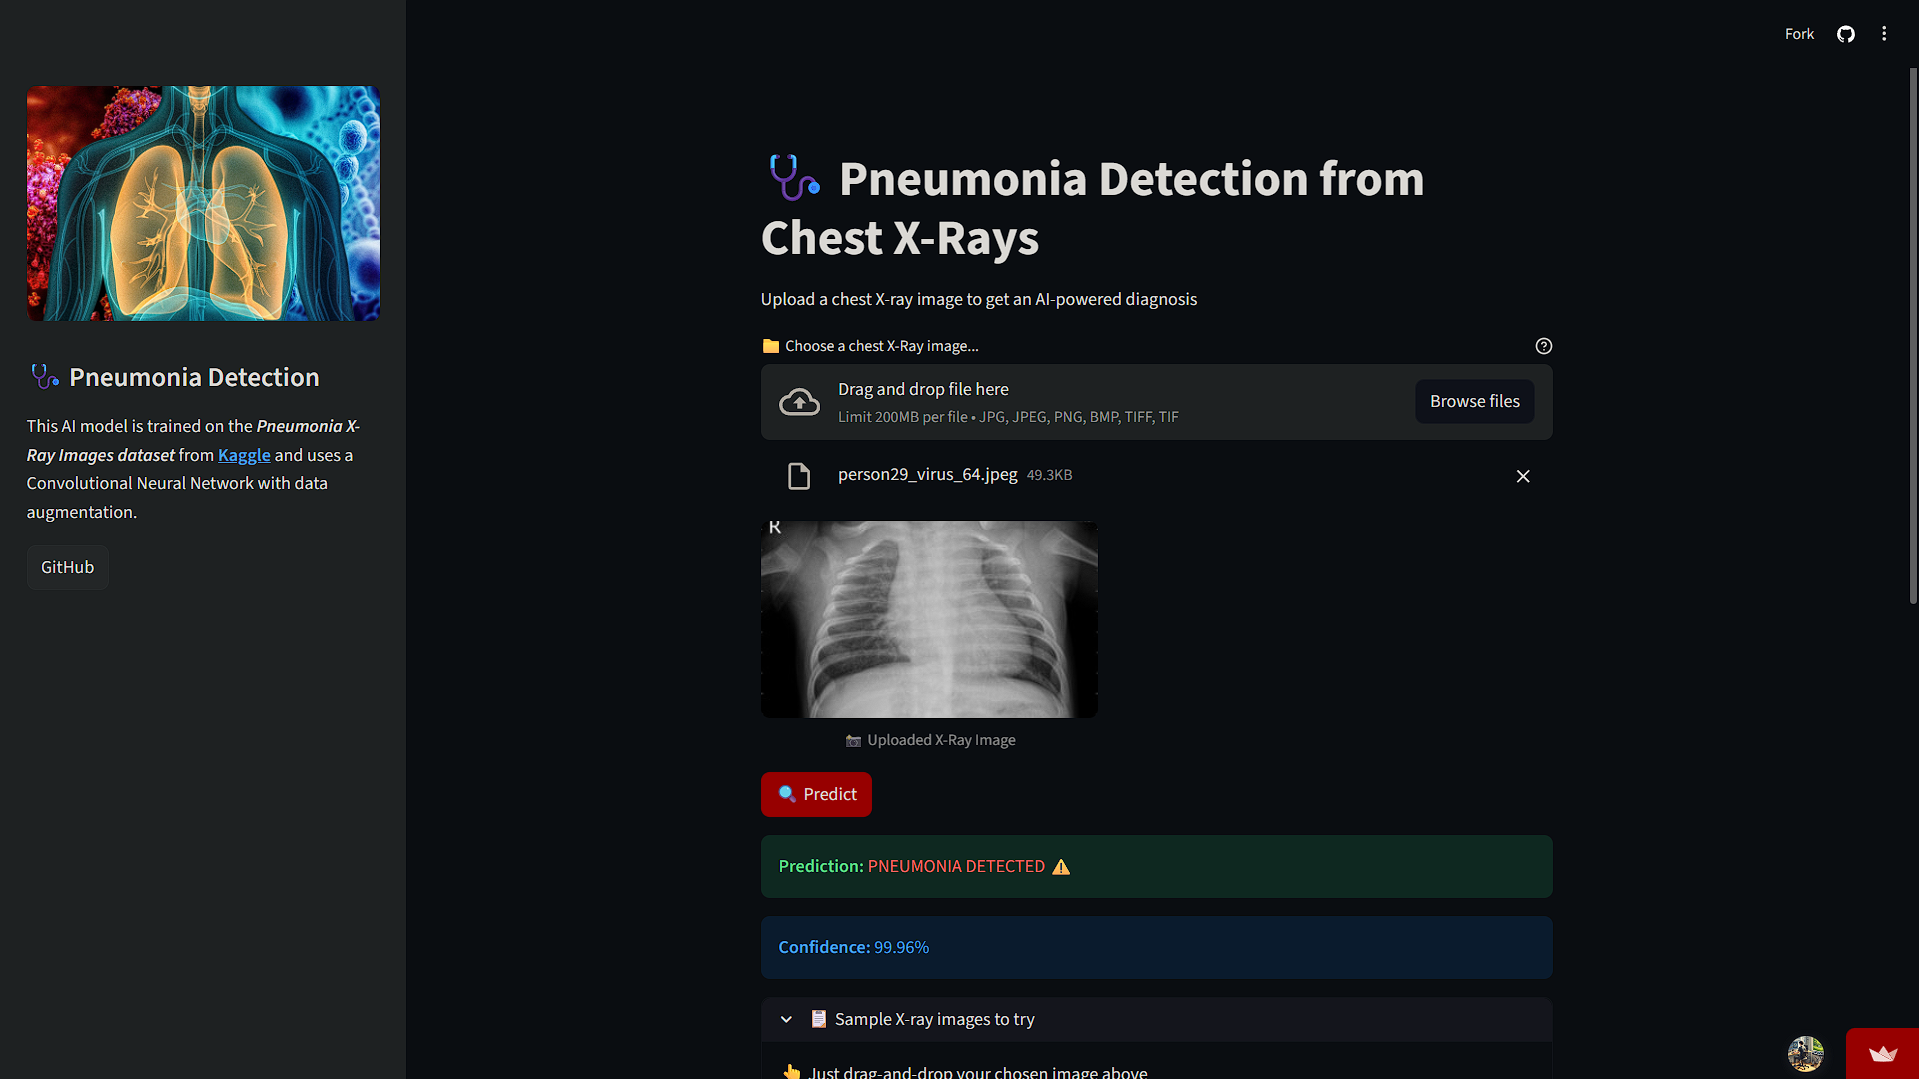 Fork
🩺 Pneumonia Detection
This AI model is trained on the Pneumonia X-
Ray Images dataset from Kaggle and uses a
Convolutional Neural Network with data
augmentation.
GitHub
🩺 Pneumonia Detection from
Chest X-Rays
Upload a chest X-ray image to get an AI-powered diagnosis
📁 Choose a chest X-Ray image...
Drag and drop file here
Limit 200MB per file • JPG, JPEG, PNG, BMP, TIFF, TIF
Browse files
person29_virus_64.jpeg 49.3KB
R
📷 Uploaded X-Ray Image
🔍 Predict
Prediction: PNEUMONIA DETECTED ⚠️
Confidence: 99.96%
📋 Sample X-ray images to try
👆 Just drag-and-drop your chosen image above